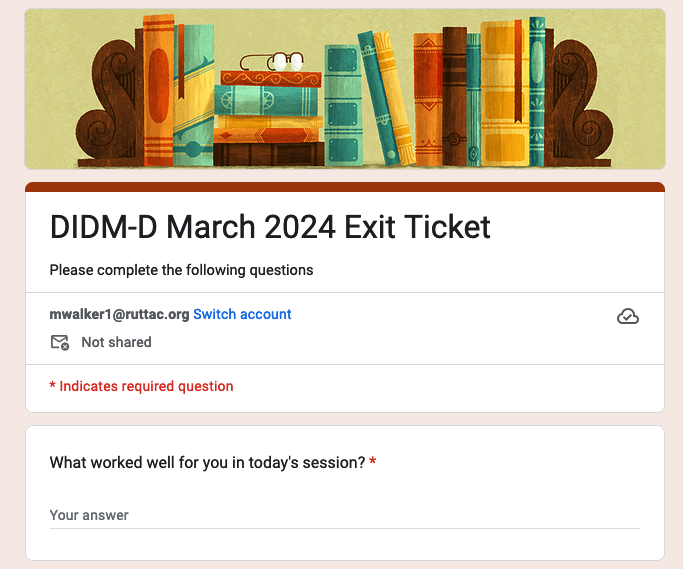 DIDM-D March 2024 Exit Ticket
Please complete the following questions
mwalker1@ruttac.org Switch account
Not shared
* Indicates required question
What worked well for you in today's session? *
Your answer